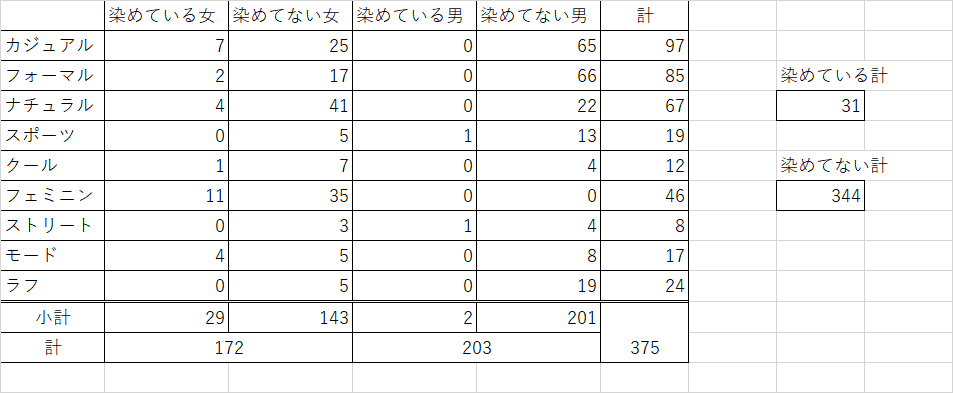 染めている女 染めてない女 染めている男 染めてない男 計
カジュアル 7 25 0 65 97
フォーマル 2 17 0 66 85 染めている計
ナチュラル 4 41 0 22 67 31
スポーツ 0 5 1 13 19
クール 1 7 0 4 12 染めてない計
フェミニン 11 35 0 0 46 344
ストリート 0 3 1 4 8
モード 4 5 0 8 17
ラフ 0 5 0 19 24
小計 29 143 2 201
計 172 203 375